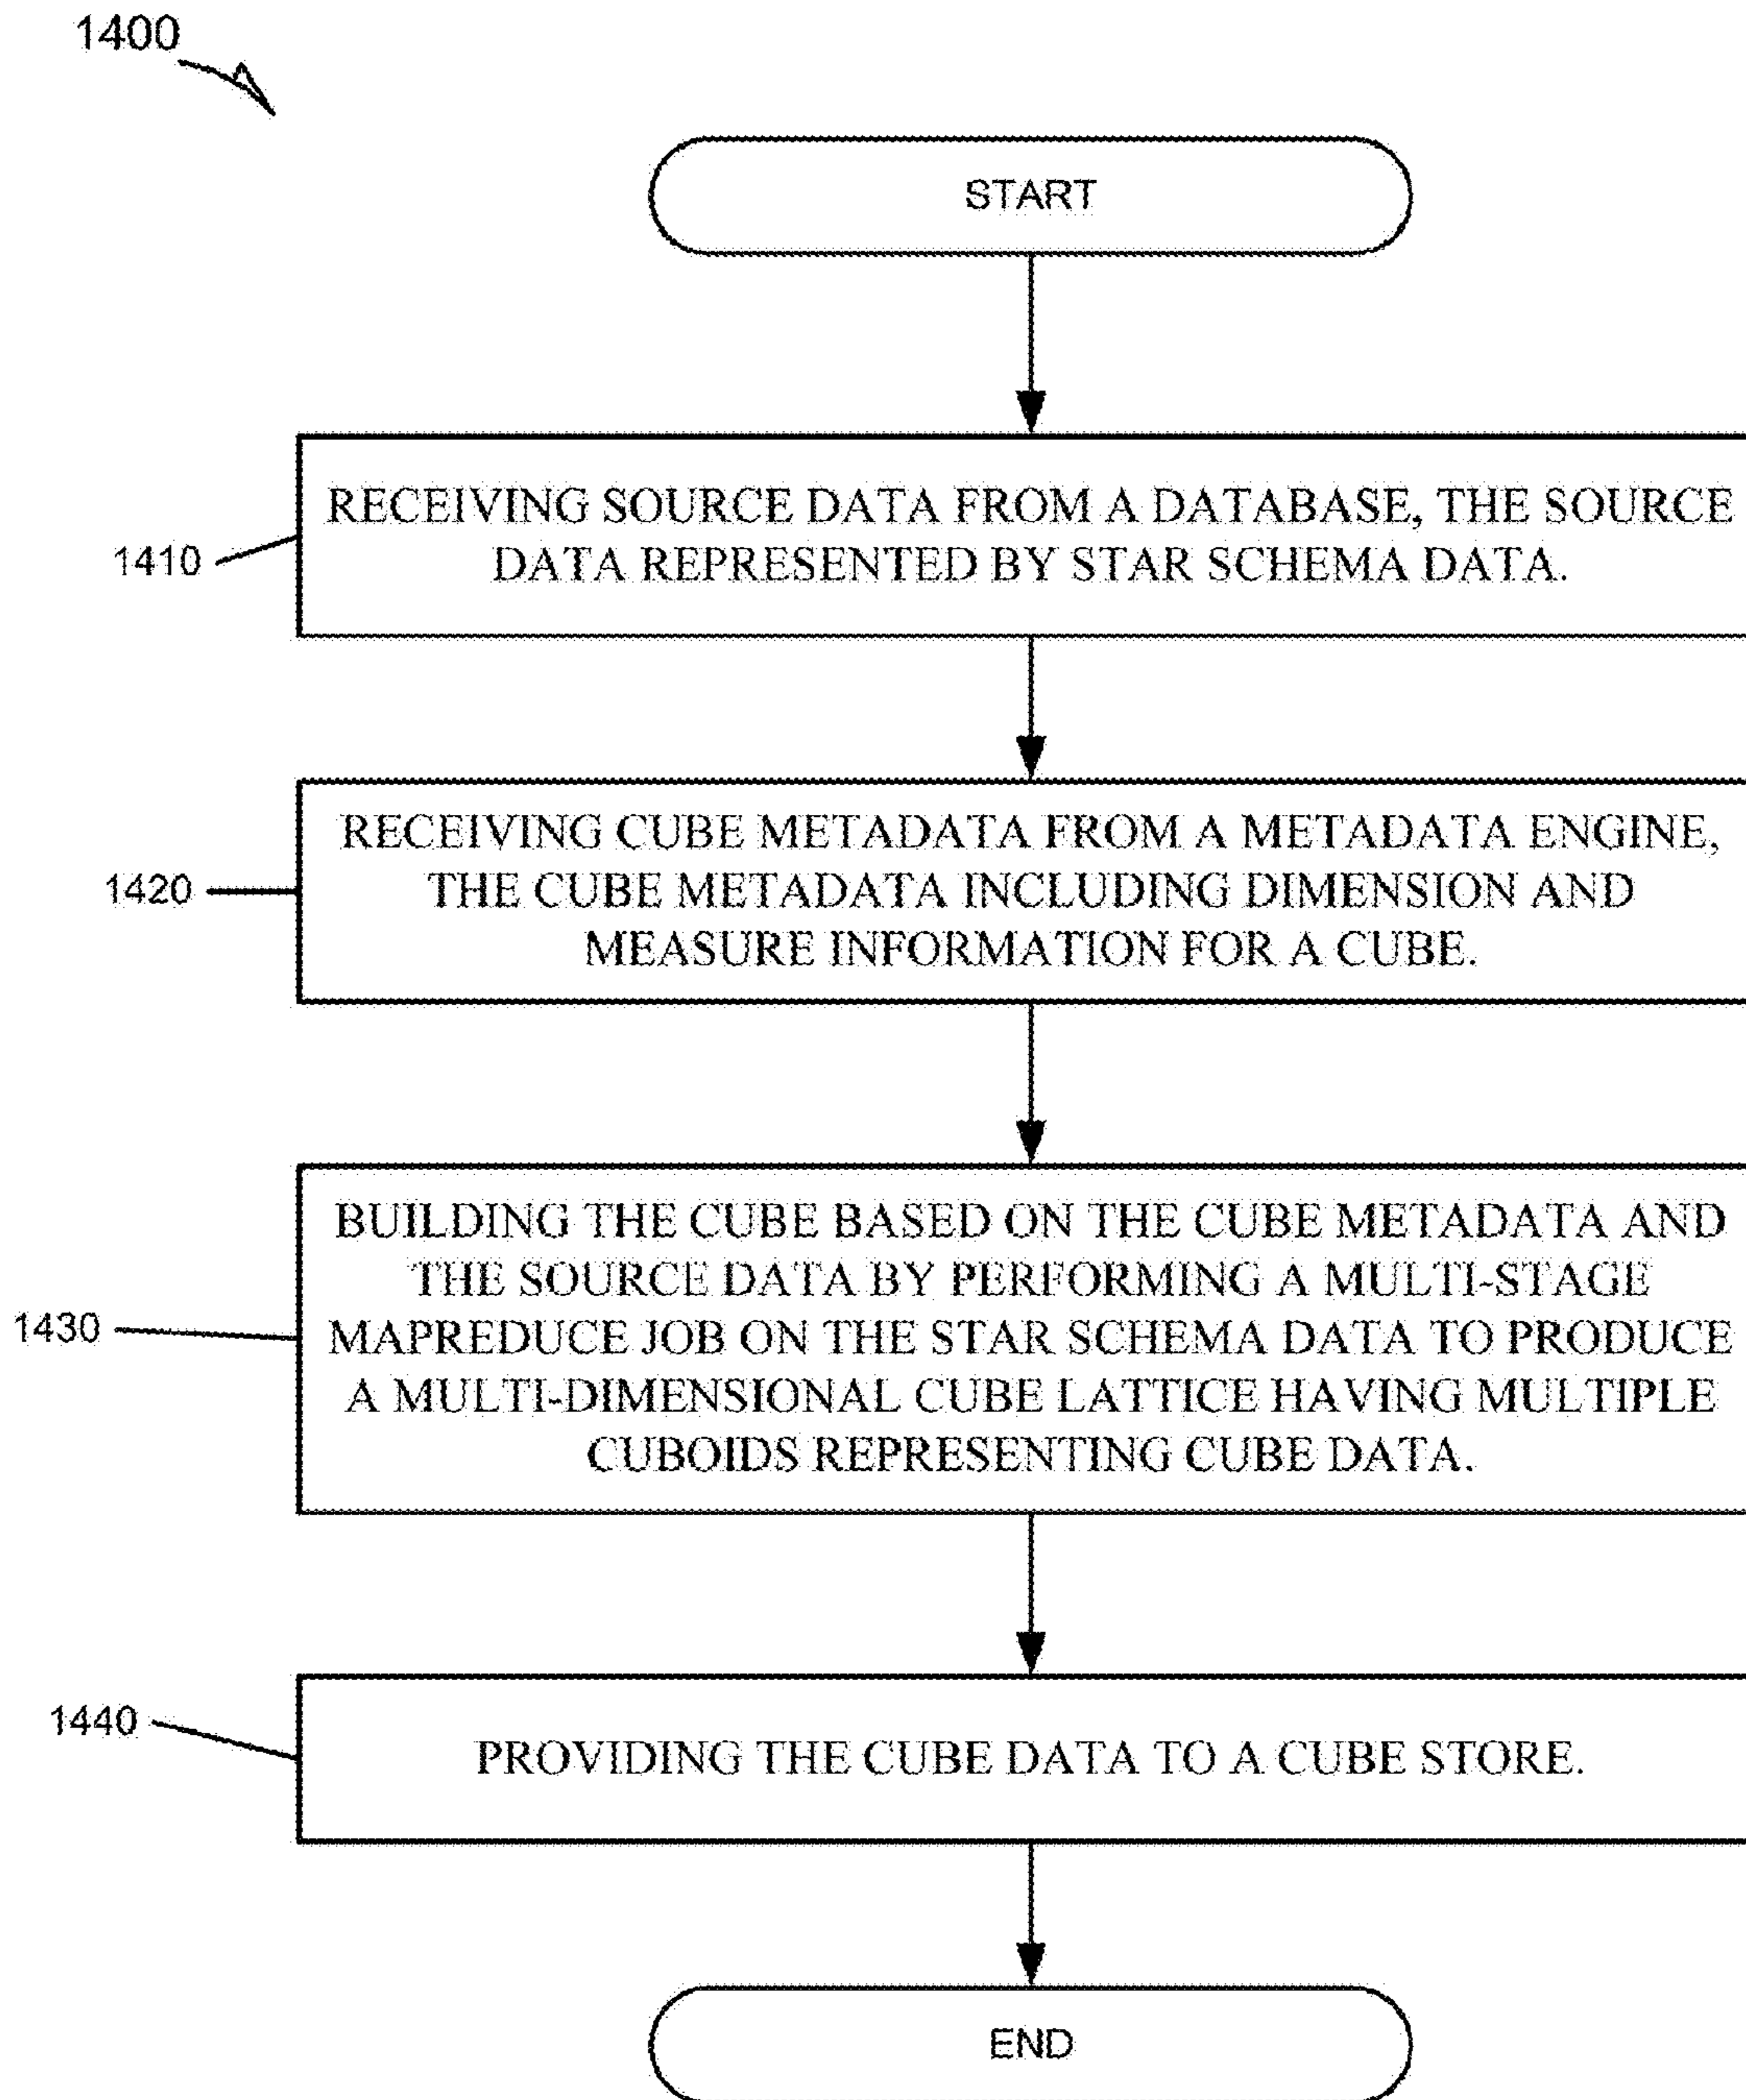 1400
START
1410
RECEIVING SOURCE DATA FROM A DATABASE, THE SOURCE
DATA REPRESENTED BY STAR SCHEMA DATA.
1420
RECEIVING CUBE METADATA FROM A METADATA ENGINE,
THE CUBE METADATA INCLUDING DIMENSION AND
MEASURE INFORMATION FOR A CUBE.
1430
BUILDING THE CUBE BASED ON THE CUBE METADATA AND
THE SOURCE DATA BY PERFORMING A MULTI-STAGE
MAPREDUCE JOB ON THE STAR SCHEMA DATA TO PRODUCE
A MULTI-DIMENSIONAL CUBE LATTICE HAVING MULTIPLE
CUBOIDS REPRESENTING CUBE DATA.
1440
PROVIDING THE CUBE DATA TO A CUBE STORE.
END